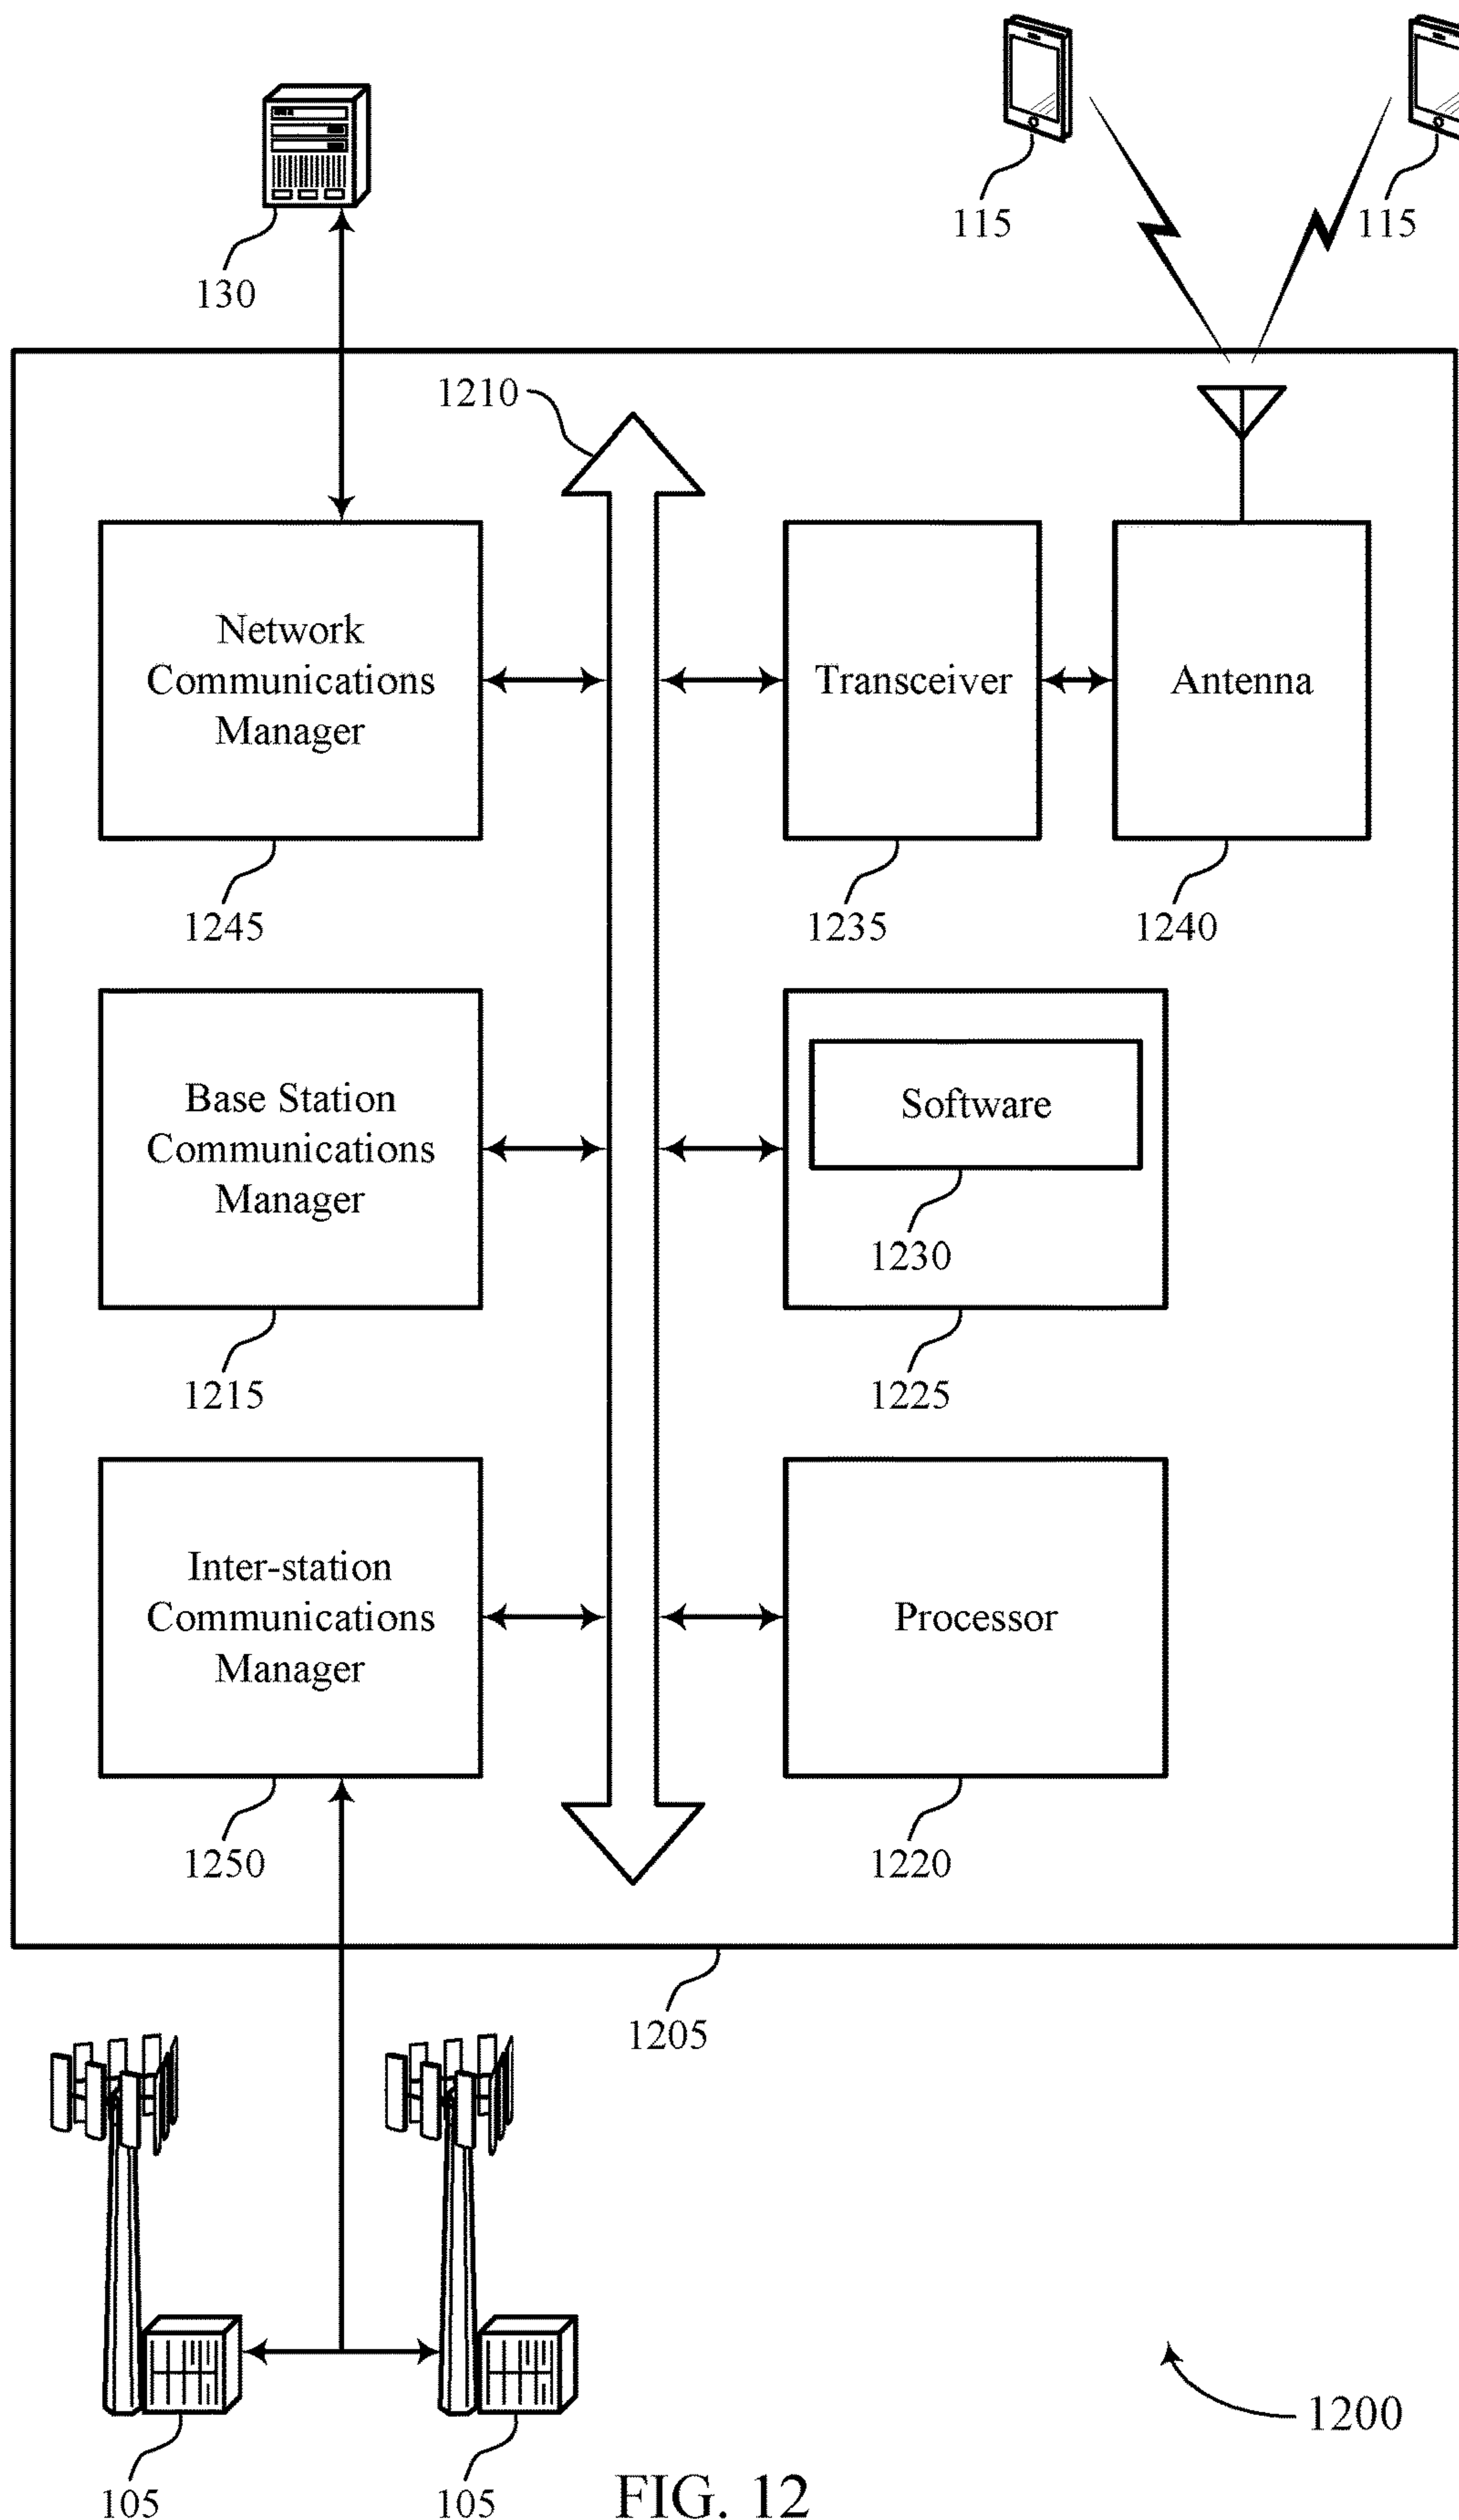 115
115
130
1210
Network
Communications
Manager
Transceiver
Antenna
1245
1235
1240
Base Station
Communications
Manager
Software
1230
1215
1225
Inter-station
Communications
Manager
Processor
1250
1220
1205
1200
105
105
FIG. 12